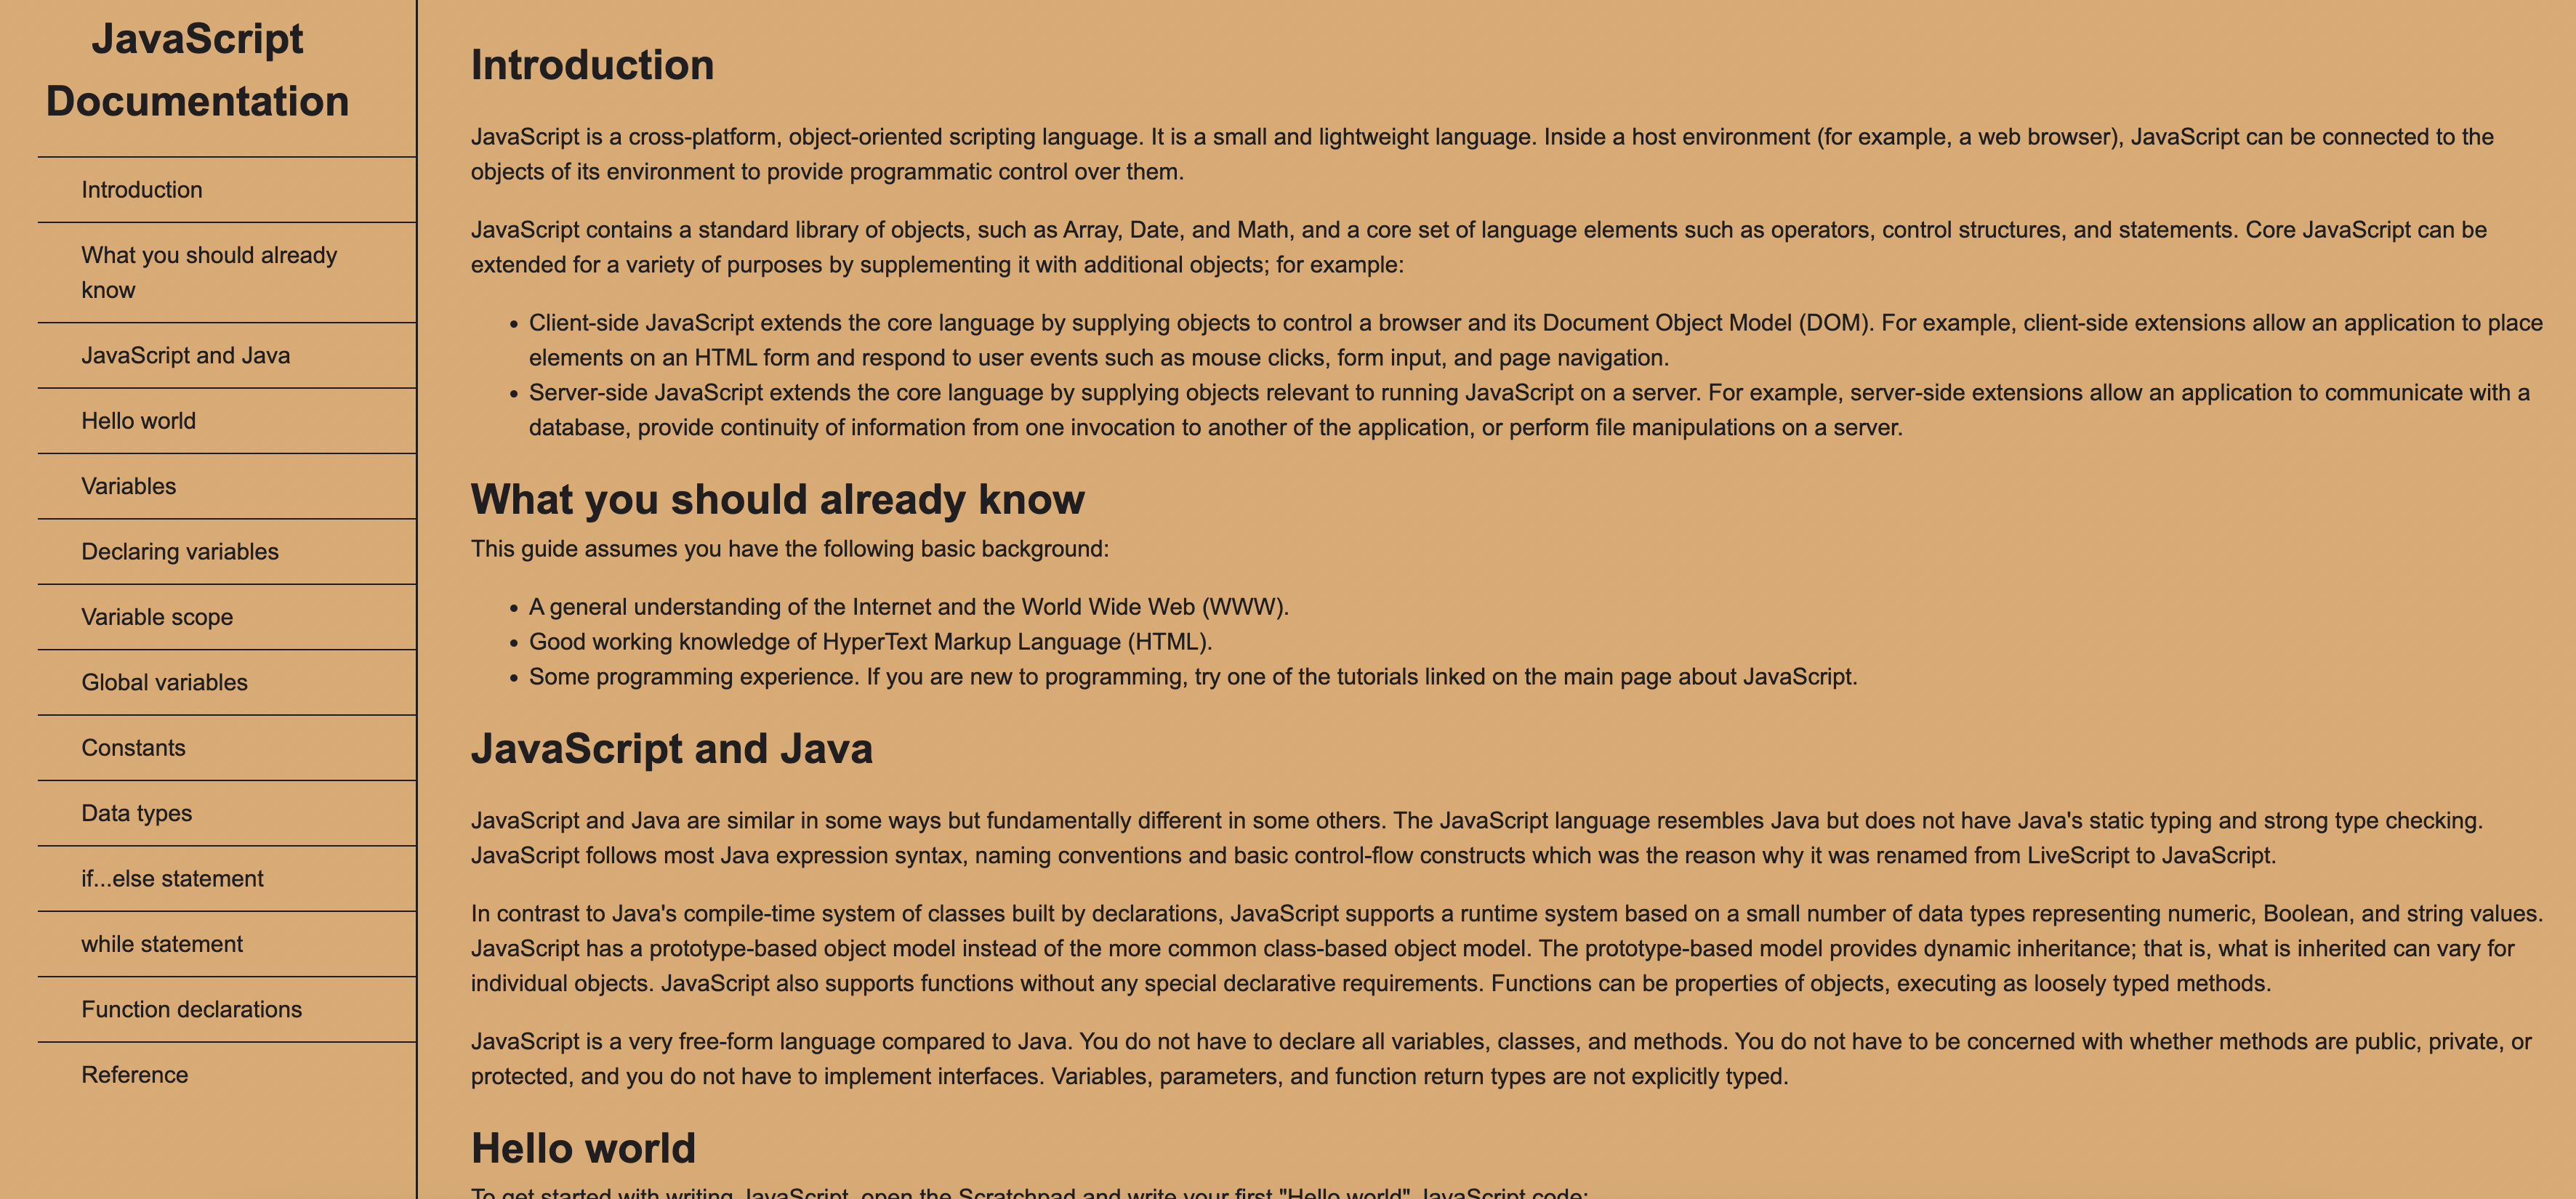 JavaScript
Documentation
Introduction
What you should already
know
JavaScript and Java
Hello world
Variables
Declaring variables
Variable scope
Global variables
Constants
Data types
if...else statement
while statement
Function declarations
Reference
Introduction
JavaScript is a cross-platform, object-oriented scripting language. It is a small and lightweight language. Inside a host environment (for example, a web browser), JavaScript can be connected to the
objects of its environment to provide programmatic control over them.
JavaScript contains a standard library of objects, such as Array, Date, and Math, and a core set of language elements such as operators, control structures, and statements. Core JavaScript can be
extended for a variety of purposes by supplementing it with additional objects; for example:
• Client-side JavaScript extends the core language by supplying objects to control a browser and its Document Object Model (DOM). For example, client-side extensions allow an application to place
elements on an HTML form and respond to user events such as mouse clicks, form input, and page navigation.
• Server-side JavaScript extends the core language by supplying objects relevant to running JavaScript on a server. For example, server-side extensions allow an application to communicate with a
database, provide continuity of information from one invocation to another of the application, or perform file manipulations on a server.
What you should already know
This guide assumes you have the following basic background:
• A general understanding of the Internet and the World Wide Web (WWW).
• Good working knowledge of HyperText Markup Language (HTML).
• Some programming experience. If you are new to programming, try one of the tutorials linked on the main page about JavaScript.
JavaScript and Java
JavaScript and Java are similar in some ways but fundamentally different in some others. The JavaScript language resembles Java but does not have Java's static typing and strong type checking.
JavaScript follows most Java expression syntax, naming conventions and basic control-flow constructs which was the reason why it was renamed from LiveScript to JavaScript.
In contrast to Java's compile-time system of classes built by declarations, JavaScript supports a runtime system based on a small number of data types representing numeric, Boolean, and string values.
JavaScript has a prototype-based object model instead of the more common class-based object model. The prototype-based model provides dynamic inheritance; that is, what is inherited can vary for
individual objects. JavaScript also supports functions without any special declarative requirements. Functions can be properties of objects, executing as loosely typed methods.
JavaScript is a very free-form language compared to Java. You do not have to declare all variables, classes, and methods. You do not have to be concerned with whether methods are public, private, or
protected, and you do not have to implement interfaces. Variables, parameters, and function return types are not explicitly typed.
Hello world
To get started with writing JavaScript, open the Scratchpad and write your first "Hello world" JavaScript code: